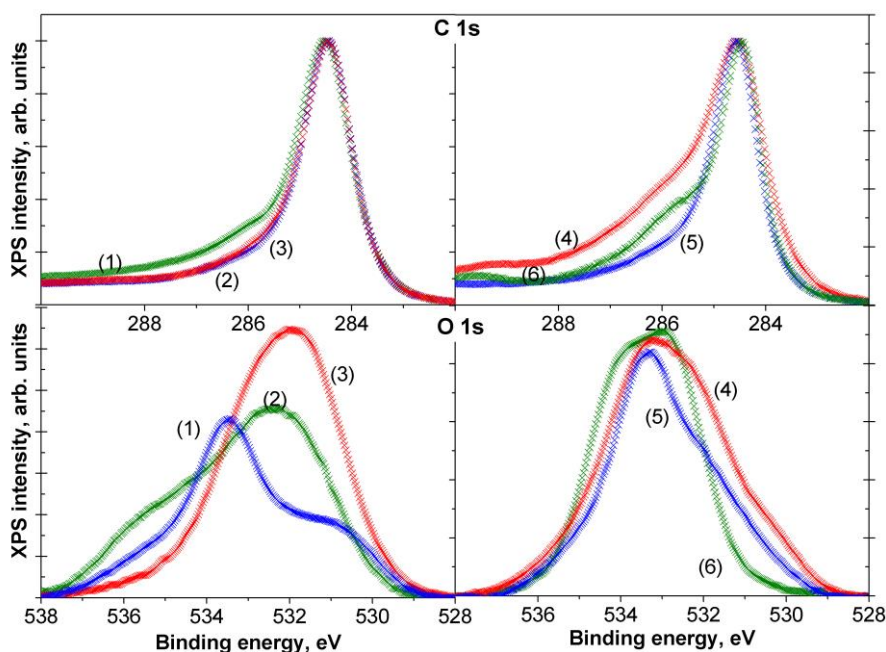 C 1s
XPS intensity, arb. units
(1)
(2)
(3)
(4)
(5)
(6)
288 286 284 288 286 284
O 1s
XPS intensity, arb. units
(1)
(2)
(3)
(4)
(5)
(6)
538 536 534 532 530 528 536 534 532 530 528
Binding energy, eV Binding energy, eV